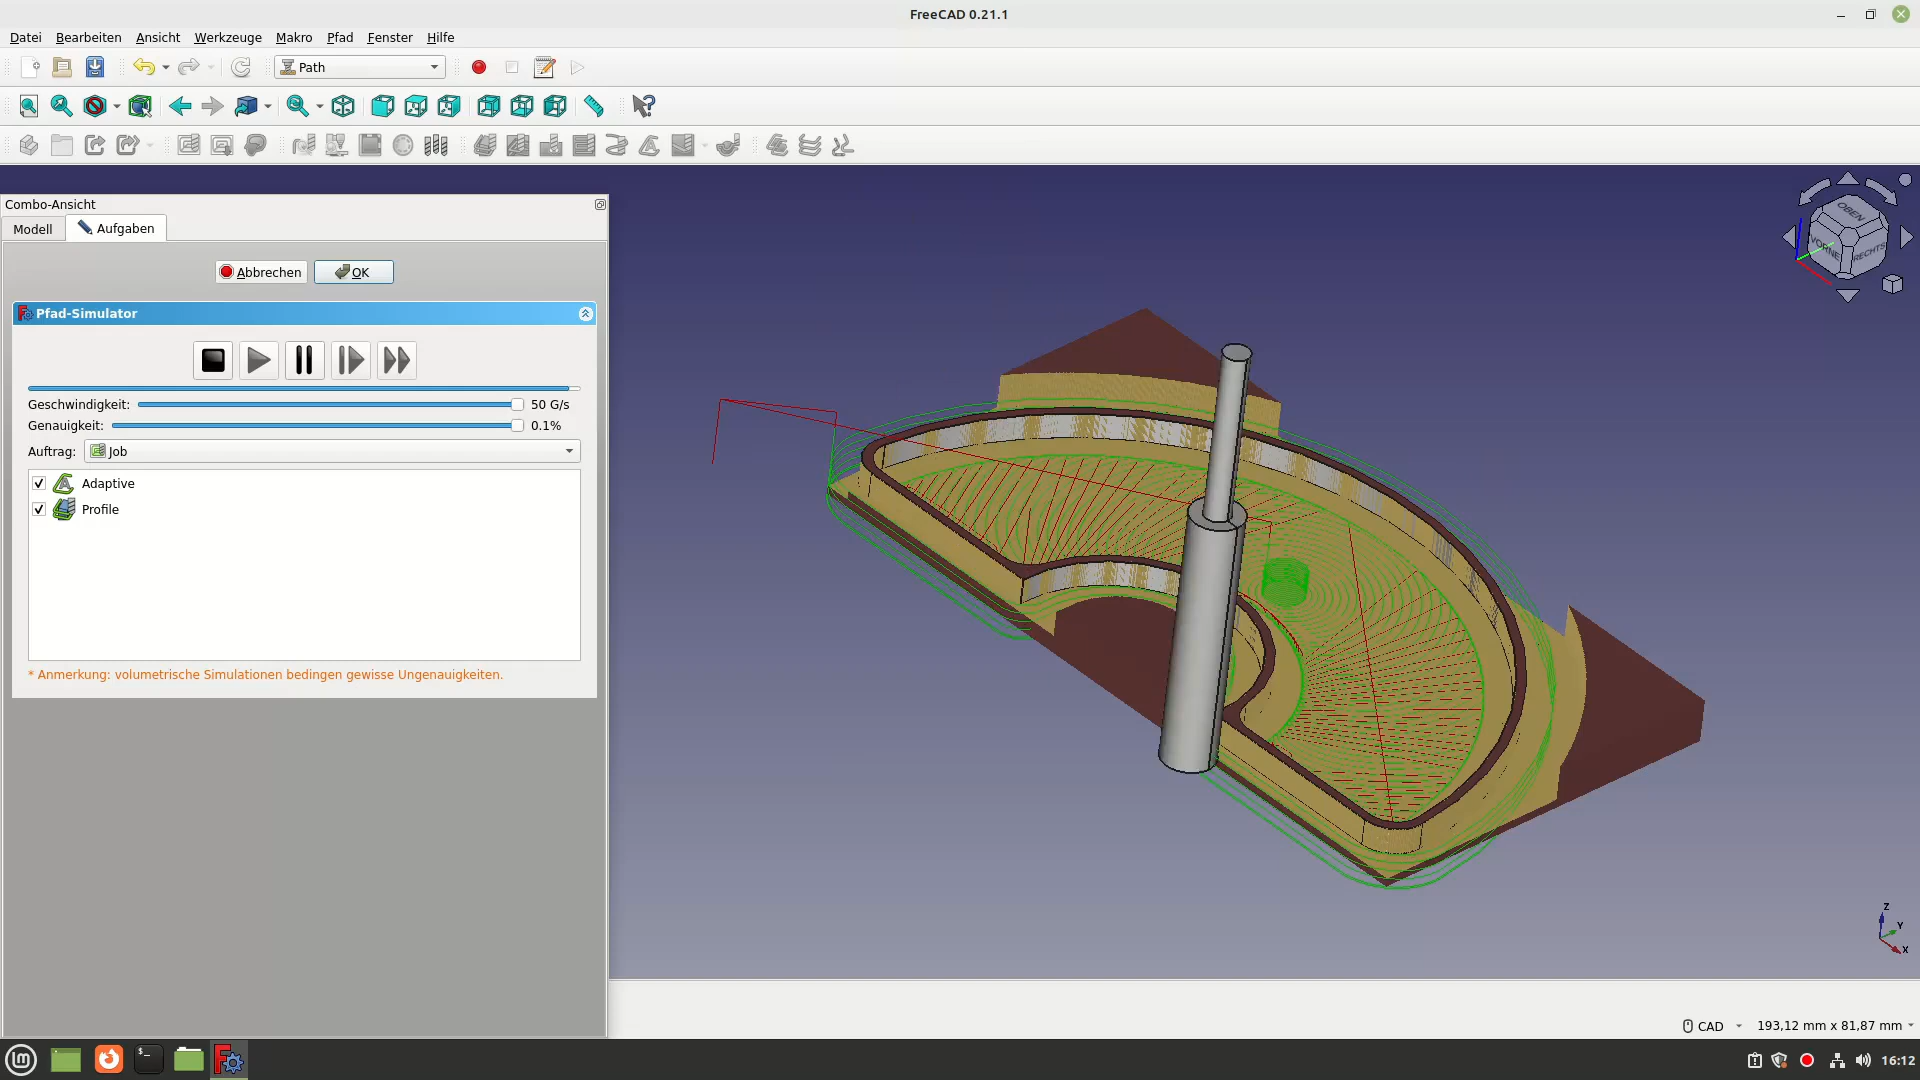 FreeCAD 0.21.1
Datei Bearbeiten Ansicht Werkzeuge Makro Pfad Fenster Hilfe
Path
Combo-Ansicht
Modell Aufgaben
Abbrechen OK
Pfad-Simulator
Geschwindigkeit: 50 G/s
Genauigkeit: 0.1%
Auftrag: Job
Adaptive
Profile
* Anmerkung: volumetrische Simulationen bedingen gewisse Ungenauigkeiten.
OBEN
VORNE RECHTS
Z
Y
X
CAD 193,12 mm x 81,87 mm
lm $_ 16:12